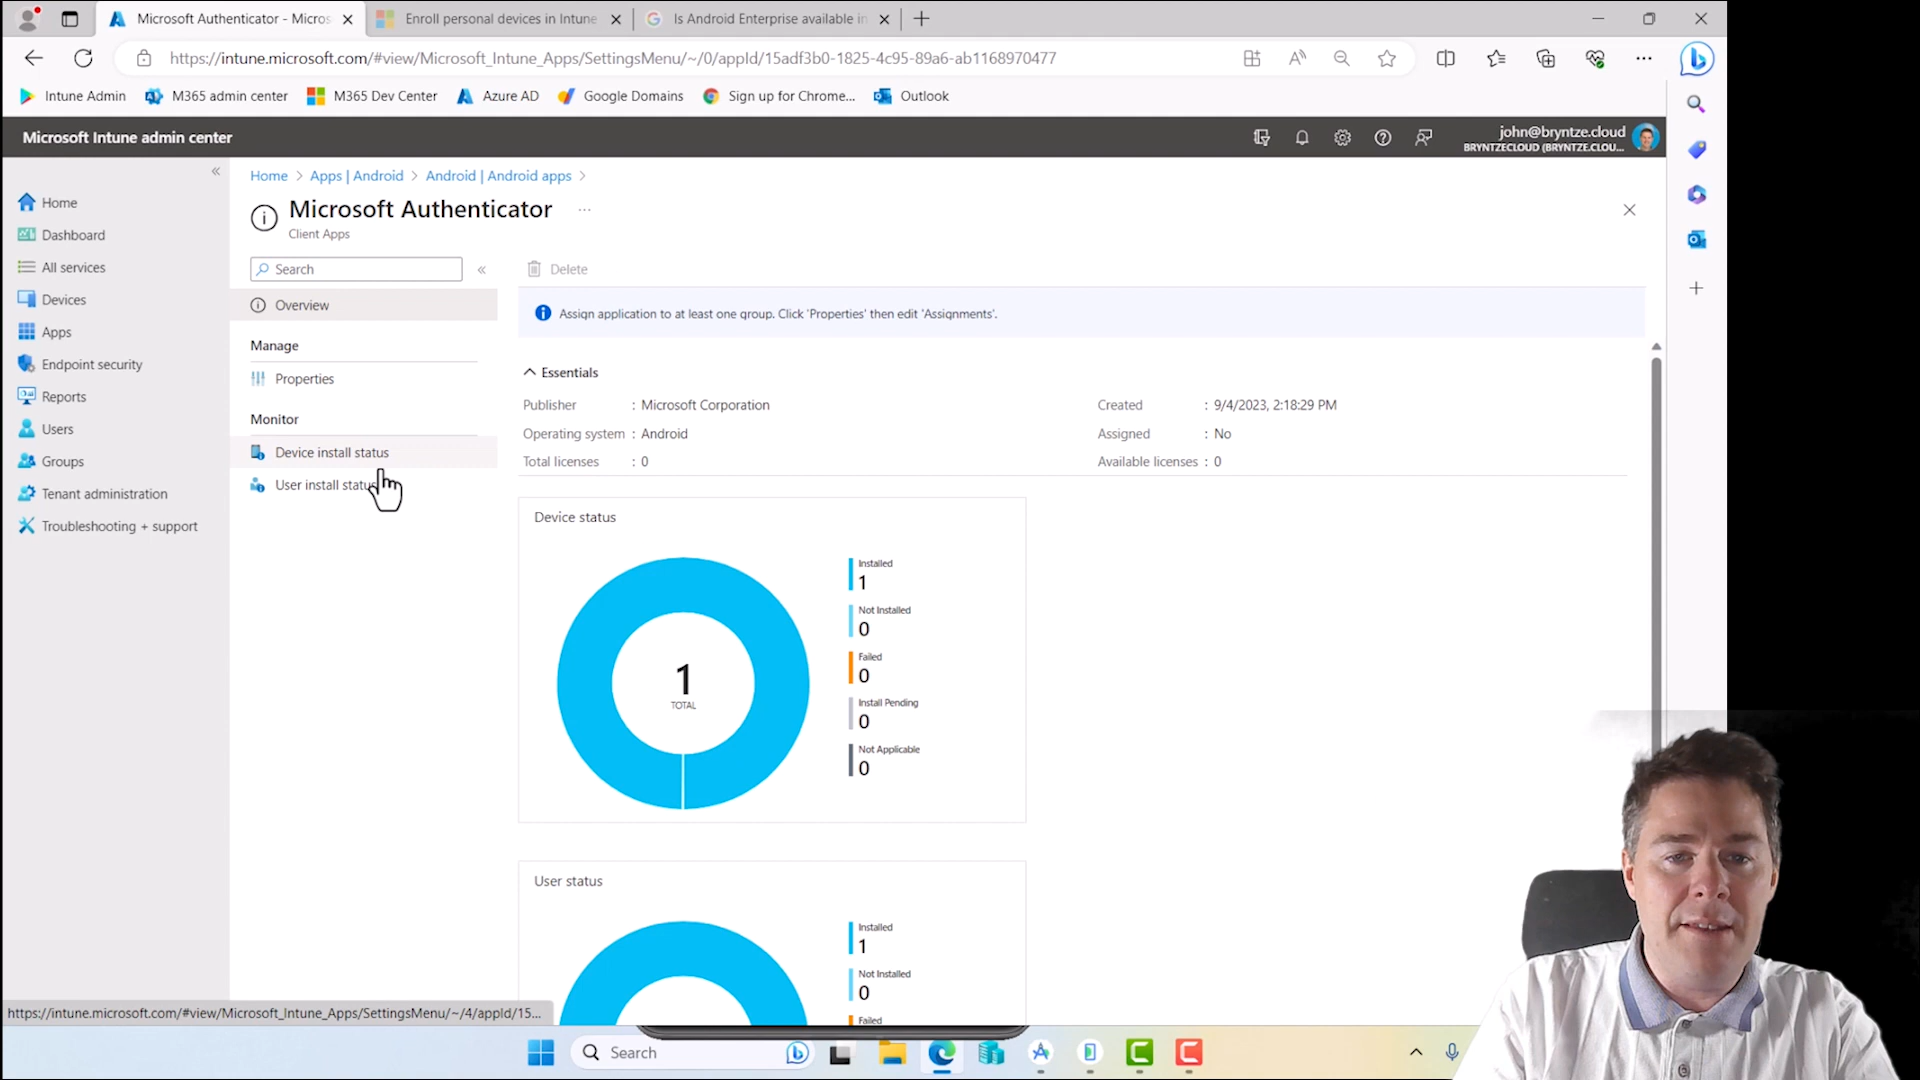 Microsoft Authenticator - Micros
Enroll personal devices in Intune
Is Android Enterprise available in
https://intune.microsoft.com/#view/Microsoft_Intune_Apps/SettingsMenu/~/0/appId/15adf3b0-1825-4c95-89a6-ab1168970477
Intune Admin
M365 admin center
M365 Dev Center
Azure AD
Google Domains
Sign up for Chrome...
Outlook
Microsoft Intune admin center
john@bryntze.cloud
BRYNTZECLOUD (BRYNTZE.CLOU...
Home
Dashboard
All services
Devices
Apps
Endpoint security
Reports
Users
Groups
Tenant administration
Troubleshooting + support
Home > Apps | Android > Android | Android apps >
Microsoft Authenticator ...
Client Apps
Search
Overview
Manage
Properties
Monitor
Device install status
User install status
Delete
Assign application to at least one group. Click 'Properties' then edit 'Assignments'.
Essentials
Publisher : Microsoft Corporation
Operating system : Android
Total licenses : 0
Created : 9/4/2023, 2:18:29 PM
Assigned : No
Available licenses : 0
Device status
1
TOTAL
Installed
1
Not Installed
0
Failed
0
Install Pending
0
Not Applicable
0
User status
Installed
1
Not Installed
0
Failed
https://intune.microsoft.com/#view/Microsoft_Intune_Apps/SettingsMenu/~/4/appId/15...
Search